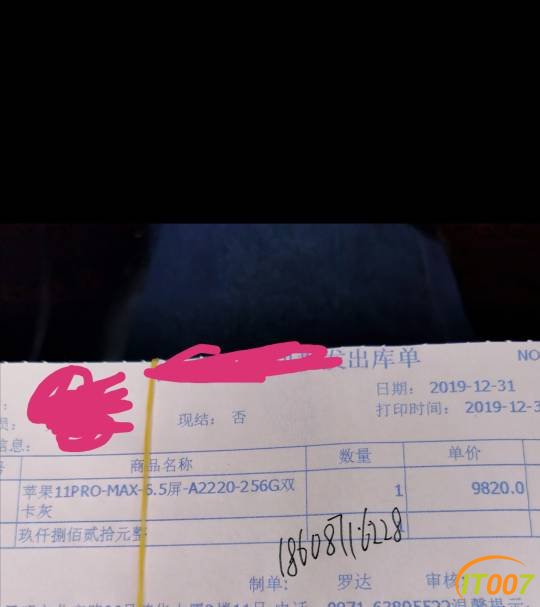 发出库单
NO
日期: 2019-12-31
现结: 否
打印时间: 2019-12-3
员:
信息:
商品名称 数量 单价
苹果11PRO-MAX-6.5屏-A2220-256G双 1 9820.0
卡灰
玖仟捌佰贰拾元整
186087116228
制单: 罗达 审核
IT007